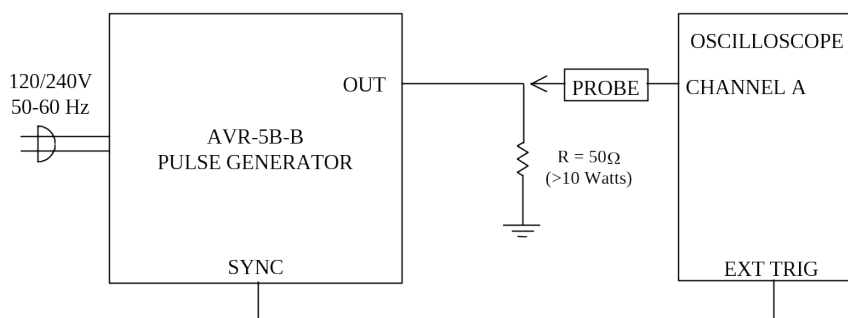 120/240V
50-60 Hz
OUT
AVR-5B-B
PULSE GENERATOR
SYNC
R = 50Ω
(>10 Watts)
PROBE
OSCILLOSCOPE
CHANNEL A
EXT TRIG